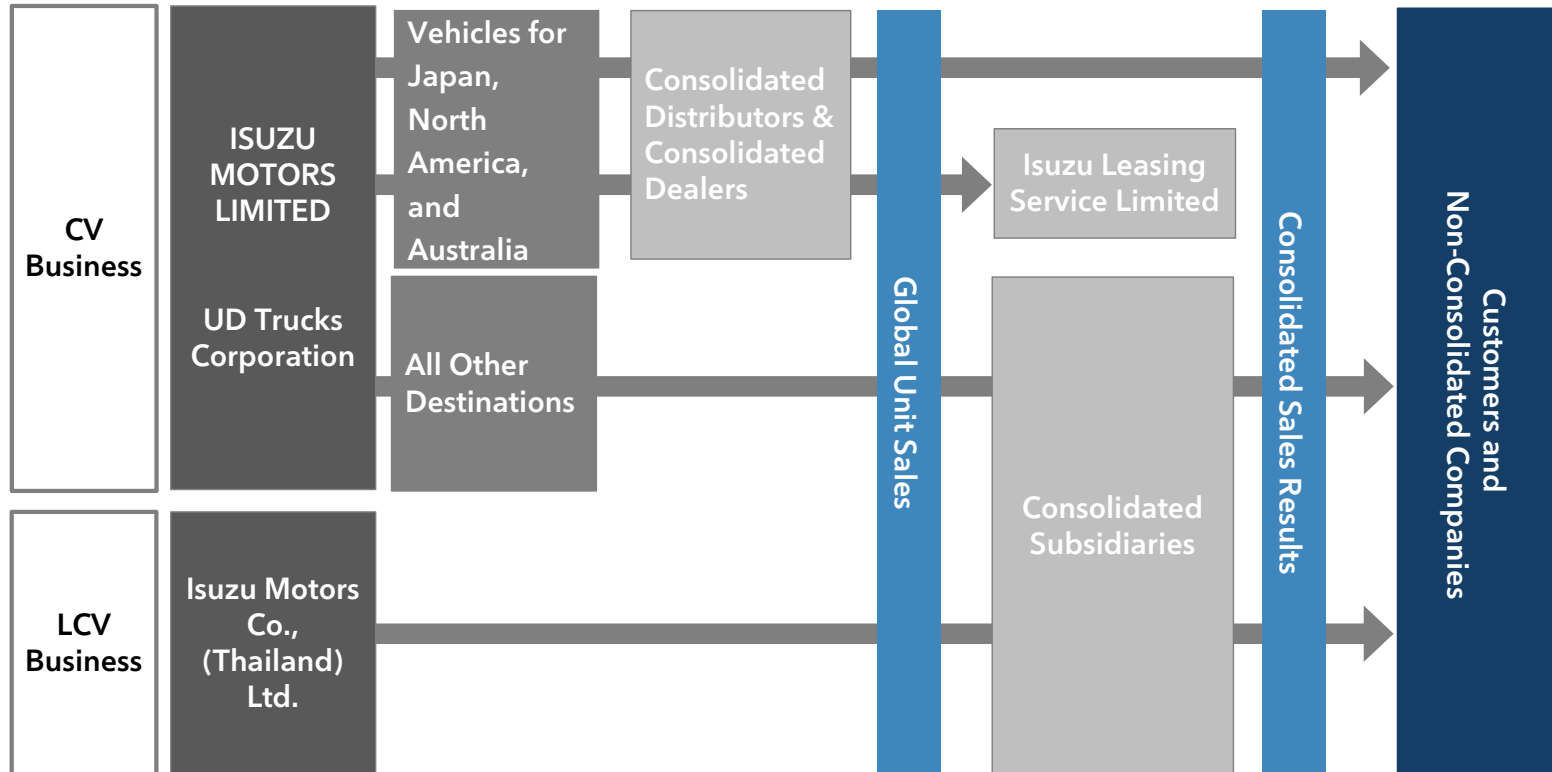 CV
Business
ISUZU
MOTORS
LIMITED
UD Trucks
Corporation
Vehicles for
Japan,
North
America,
and
Australia
All Other
Destinations
Consolidated
Distributors &
Consolidated
Dealers
Global Unit Sales
Isuzu Leasing
Service Limited
Consolidated
Subsidiaries
Consolidated Sales Results
Customers and
Non-Consolidated Companies
LCV
Business
Isuzu Motors
Co.,
(Thailand)
Ltd.